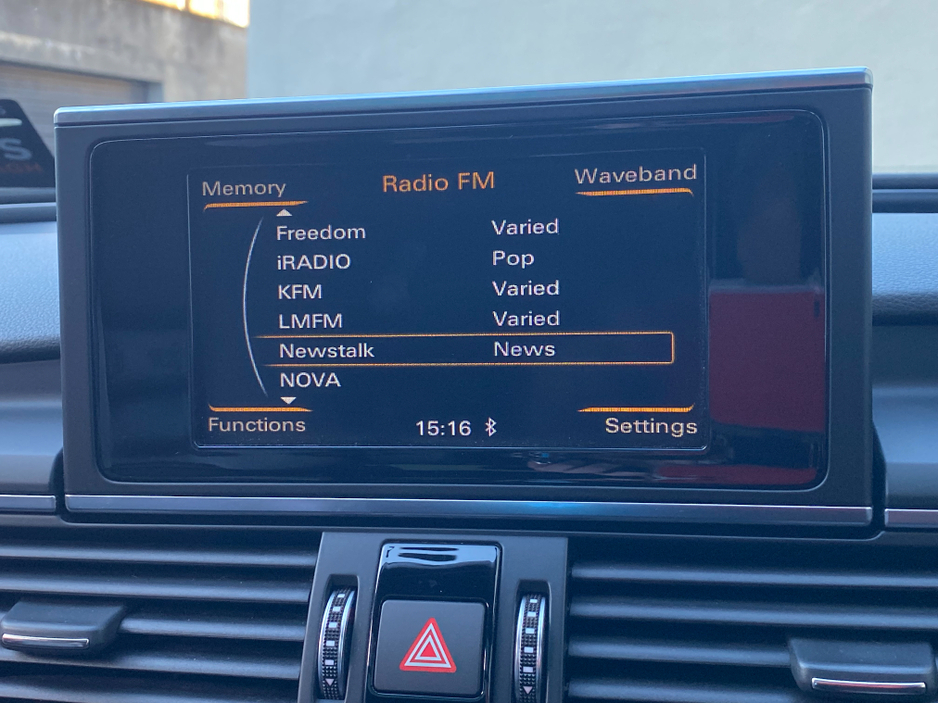 Memory Radio FM Waveband
Freedom Varied
iRADIO Pop
KFM Varied
LMFM Varied
Newstalk News
NOVA
Functions 15:16 Settings